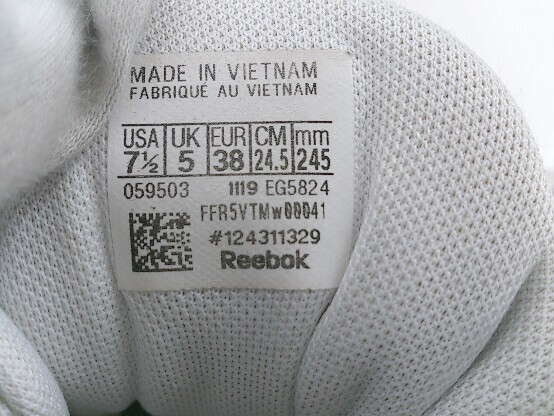 MADE IN VIETNAM
FABRIQUÉ AU VIETNAM
USA UK EUR CM mm
7½ 5 38 24.5 245
059503 1119 EG5824
FFR5VTMw00041
#124311329
Reebok